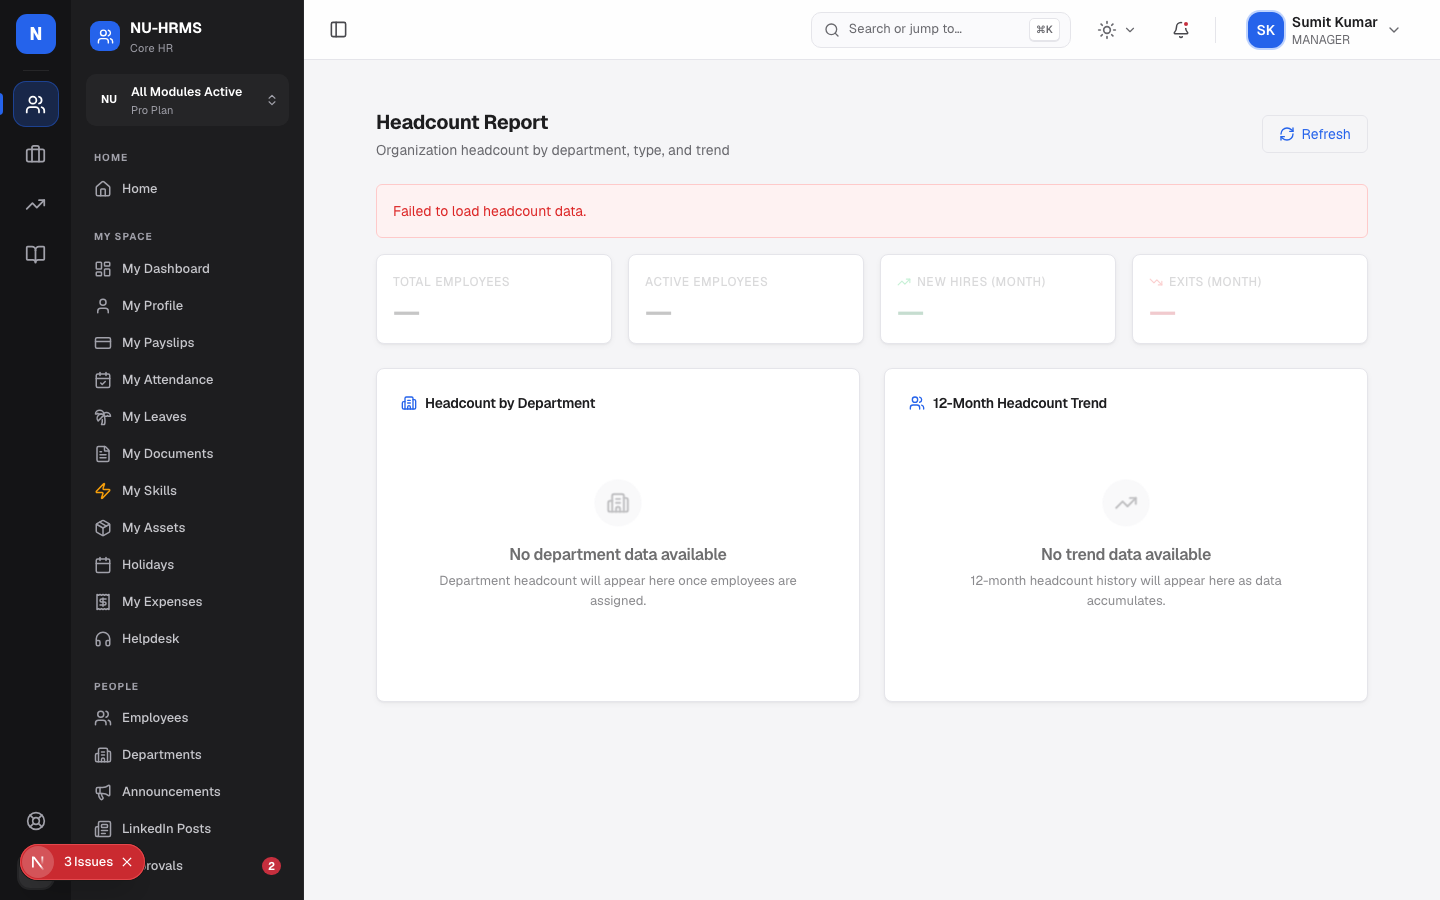 N
NU-HRMS
Core HR
NU
All Modules Active
Pro Plan
HOME
Home
MY SPACE
My Dashboard
My Profile
My Payslips
My Attendance
My Leaves
My Documents
My Skills
My Assets
Holidays
My Expenses
Helpdesk
PEOPLE
Employees
Departments
Announcements
LinkedIn Posts
rovals
2
N 3 Issues
Search or jump to...
⌘K
SK
Sumit Kumar
MANAGER
Headcount Report
Organization headcount by department, type, and trend
Refresh
Failed to load headcount data.
TOTAL EMPLOYEES
—
ACTIVE EMPLOYEES
—
NEW HIRES (MONTH)
—
EXITS (MONTH)
—
Headcount by Department
No department data available
Department headcount will appear here once employees are
assigned.
12-Month Headcount Trend
No trend data available
12-month headcount history will appear here as data
accumulates.